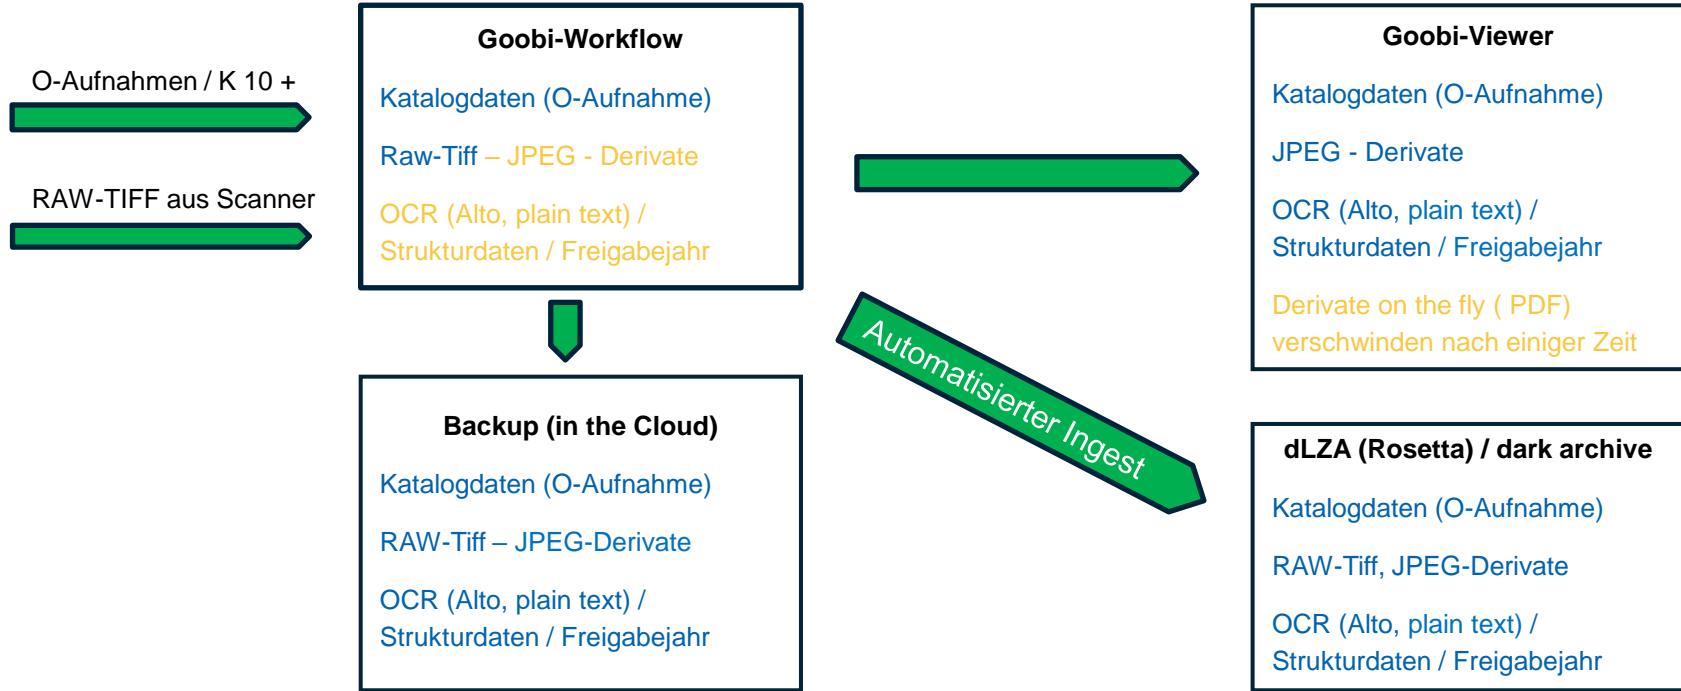 O-Aufnahmen / K 10 +
RAW-TIFF aus Scanner
Goobi-Workflow
Katalogdaten (O-Aufnahme)
Raw-Tiff – JPEG - Derivate
OCR (Alto, plain text) /
Strukturdaten / Freigabejahr
Backup (in the Cloud)
Katalogdaten (O-Aufnahme)
RAW-Tiff – JPEG-Derivate
OCR (Alto, plain text) /
Strukturdaten / Freigabejahr
Automatisierter Ingest
Goobi-Viewer
Katalogdaten (O-Aufnahme)
JPEG - Derivate
OCR (Alto, plain text) /
Strukturdaten / Freigabejahr
Derivate on the fly ( PDF)
verschwinden nach einiger Zeit
dLZA (Rosetta) / dark archive
Katalogdaten (O-Aufnahme)
RAW-Tiff, JPEG-Derivate
OCR (Alto, plain text) /
Strukturdaten / Freigabejahr